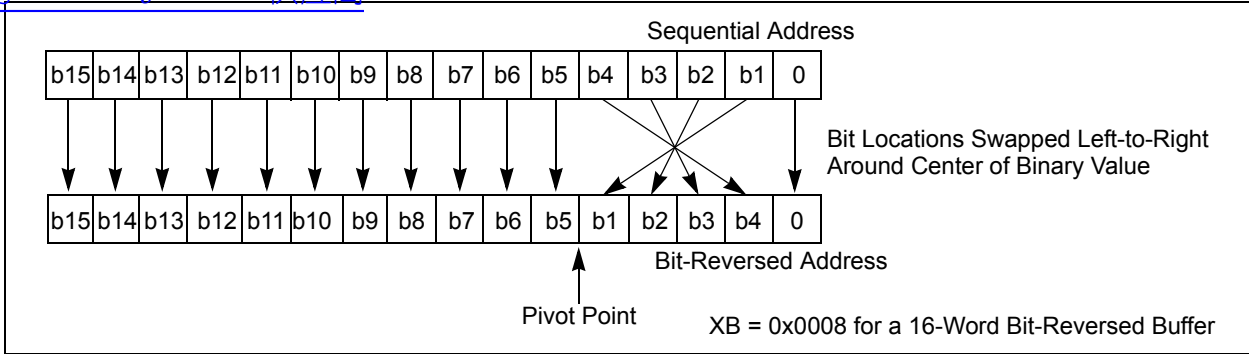 Sequential Address
b15 b14 b13 b12 b11 b10 b9 b8 b7 b6 b5 b4 b3 b2 b1 0
Bit Locations Swapped Left-to-Right
Around Center of Binary Value
b15 b14 b13 b12 b11 b10 b9 b8 b7 b6 b5 b1 b2 b3 b4 0
Bit-Reversed Address
Pivot Point
XB = 0x0008 for a 16-Word Bit-Reversed Buffer